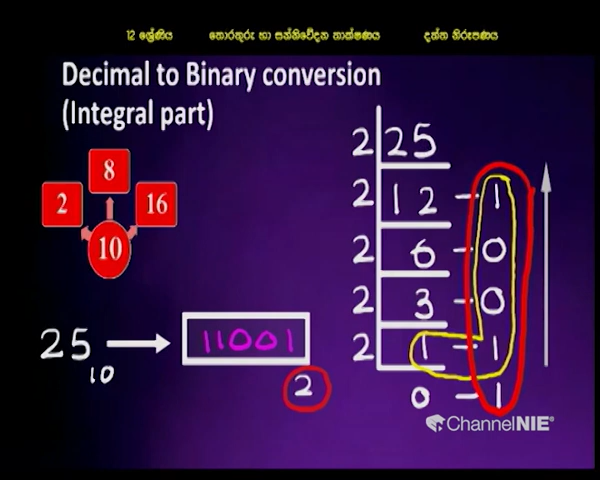 12 ශ්‍රේණිය තොරතුරු හා සන්නිවේදන තාක්ෂණය දත්ත නිරූපණය
Decimal to Binary conversion
(Integral part)
2 8 16
10
25 10 11001 2
2 25
2 12 - 1
2 6 - 0
2 3 - 0
2 1 - 1
0 - 1
ChannelNIE®